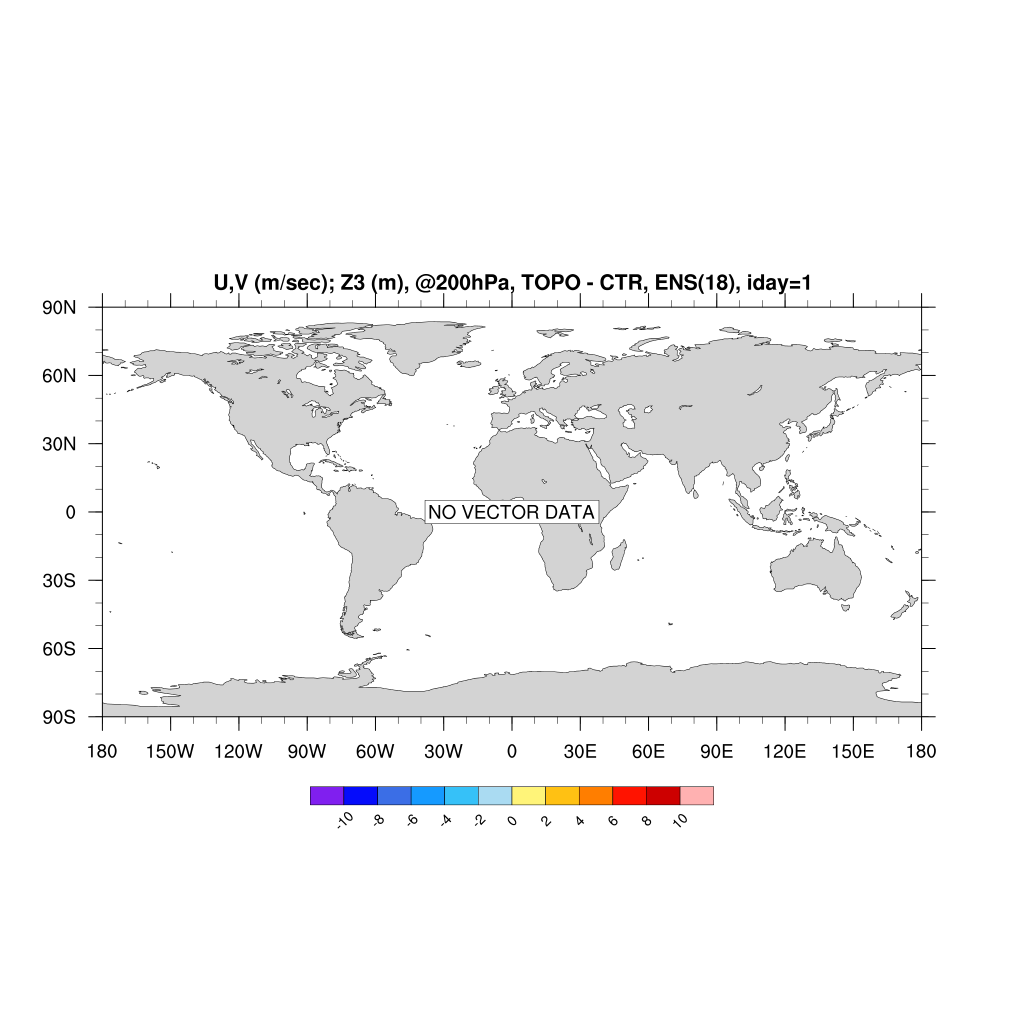 U,V (m/sec); Z3 (m), @200hPa, TOPO - CTR, ENS(18), iday=1
90N
60N
30N
0
30S
60S
90S
NO VECTOR DATA
180 150W 120W 90W 60W 30W 0 30E 60E 90E 120E 150E 180
-10 -8 -6 -4 -2 0 2 4 6 8 10